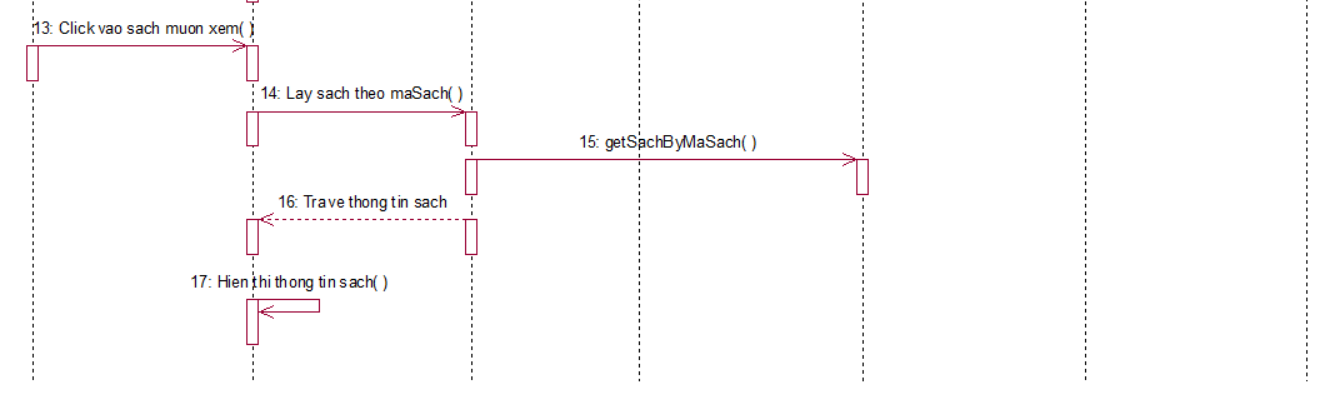 13: Click vao sach muon xem( )
14: Lay sach theo maSach( )
15: getSachByMaSach( )
16: Tra ve thong tin sach
17: Hien thi thong tin sach( )